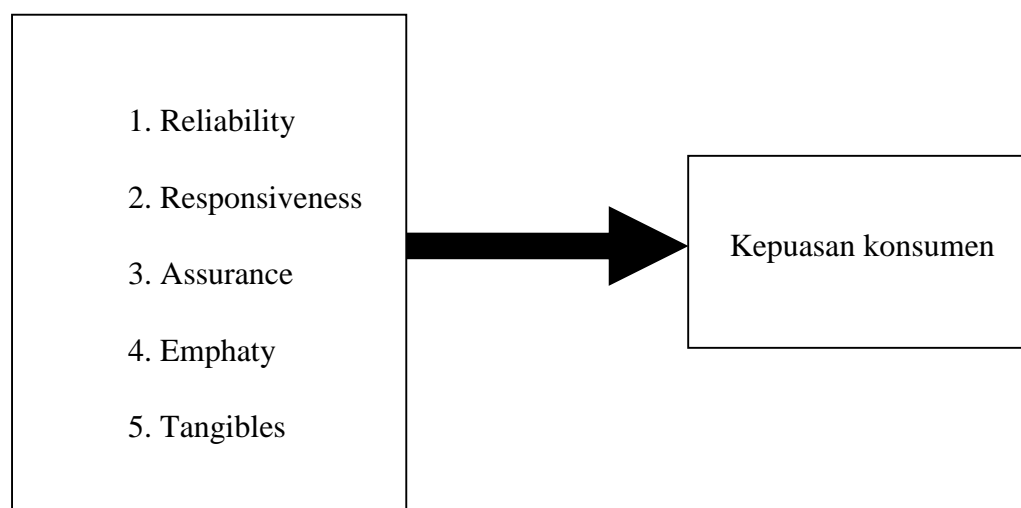 1. Reliability
2. Responsiveness
3. Assurance
4. Emphaty
5. Tangibles
Kepuasan konsumen